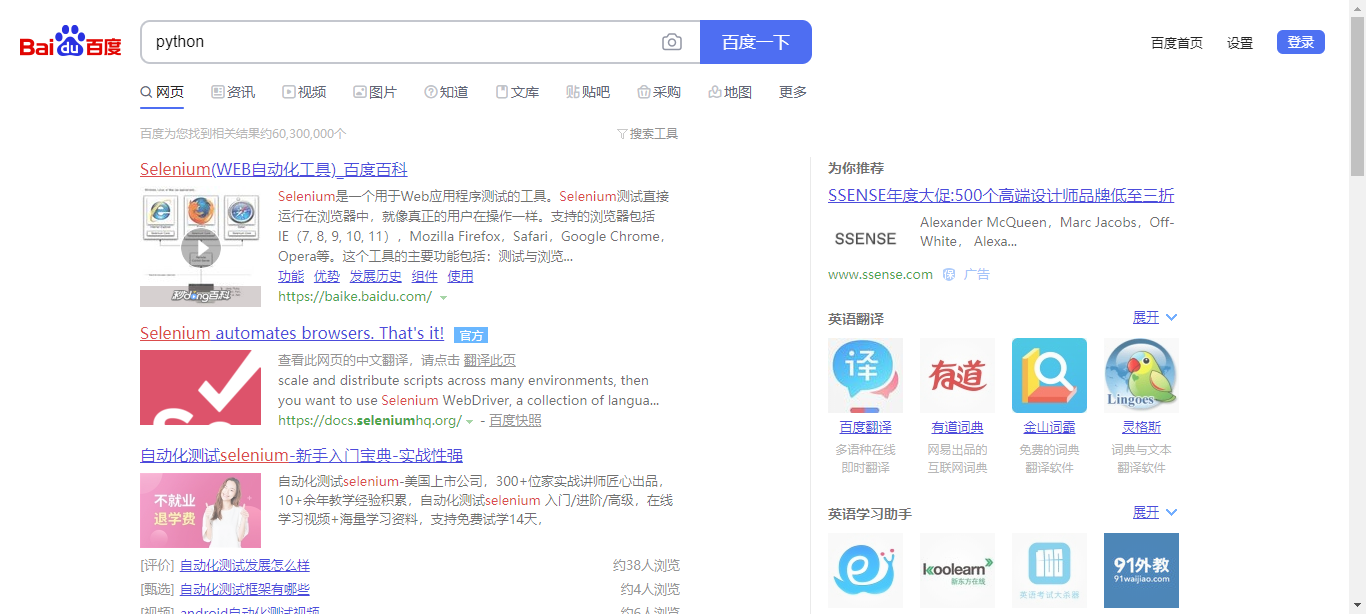 Bai du 百度
python
百度一下
百度首页
设置
登录
网页
资讯
视频
图片
知道
文库
贴吧
采购
地图
更多
百度为您找到相关结果约60,300,000个
搜索工具
Selenium(WEB自动化工具)_百度百科
Selenium是一个用于Web应用程序测试的工具。Selenium测试直接
运行在浏览器中，就像真正的用户在操作一样。支持的浏览器包括
IE（7, 8, 9, 10, 11），Mozilla Firefox，Safari，Google Chrome，
Opera等。这个工具的主要功能包括：测试与浏览...
功能 优势 发展历史 组件 使用
秒dǒng百科
https://baike.baidu.com/
Selenium automates browsers. That's it! 官方
查看此网页的中文翻译，请点击 翻译此页
scale and distribute scripts across many environments, then
you want to use Selenium WebDriver, a collection of langua...
https://docs.seleniumhq.org/ - 百度快照
自动化测试selenium-新手入门宝典-实战性强
不就业
退学费
自动化测试selenium-美国上市公司，300+位家实战讲师匠心出品，
10+余年教学经验积累，自动化测试selenium 入门/进阶/高级，在线
学习视频+海量学习资料，支持免费试学14天，
[评价] 自动化测试发展怎么样 约38人浏览
[甄选] 自动化测试框架有哪些 约4人浏览
[视频] android自动化测试视频 约6人浏览
为你推荐
SSENSE年度大促:500个高端设计师品牌低至三折
SSENSE
Alexander McQueen，Marc Jacobs，Off-
White， Alexa...
www.ssense.com 广告
英语翻译
展开
译
有道
Lingoes
百度翻译
有道词典
金山词霸
灵格斯
多语种在线
即时翻译
网易出品的
互联网词典
免费的词典
翻译软件
词典与文本
翻译软件
英语学习助手
展开
koolearn
新东方在线
英语考试大杀器
91外教
91waijiao.com